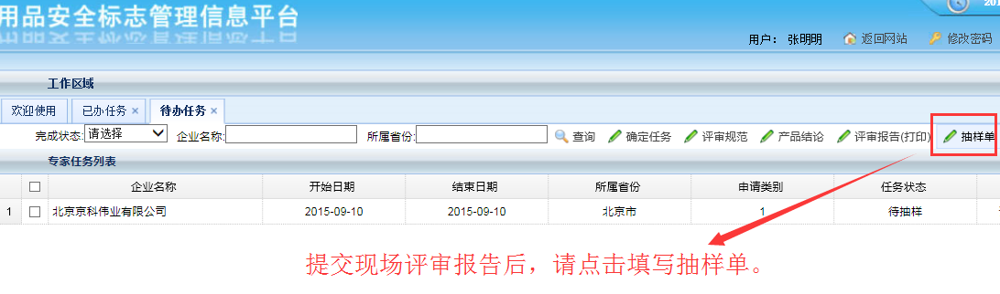 用品安全标志管理信息平台
201
用户： 张明明 返回网站 修改密码
工作区域
欢迎使用 已办任务 × 待办任务 ×
完成状态: 请选择 企业名称: 所属省份: 查询 确定任务 评审规范 产品结论 评审报告(打印) 抽样单
专家任务列表
企业名称 开始日期 结束日期 所属省份 申请类别 任务状态
1 北京京科伟业有限公司 2015-09-10 2015-09-10 北京市 1 待抽样
提交现场评审报告后，请点击填写抽样单。